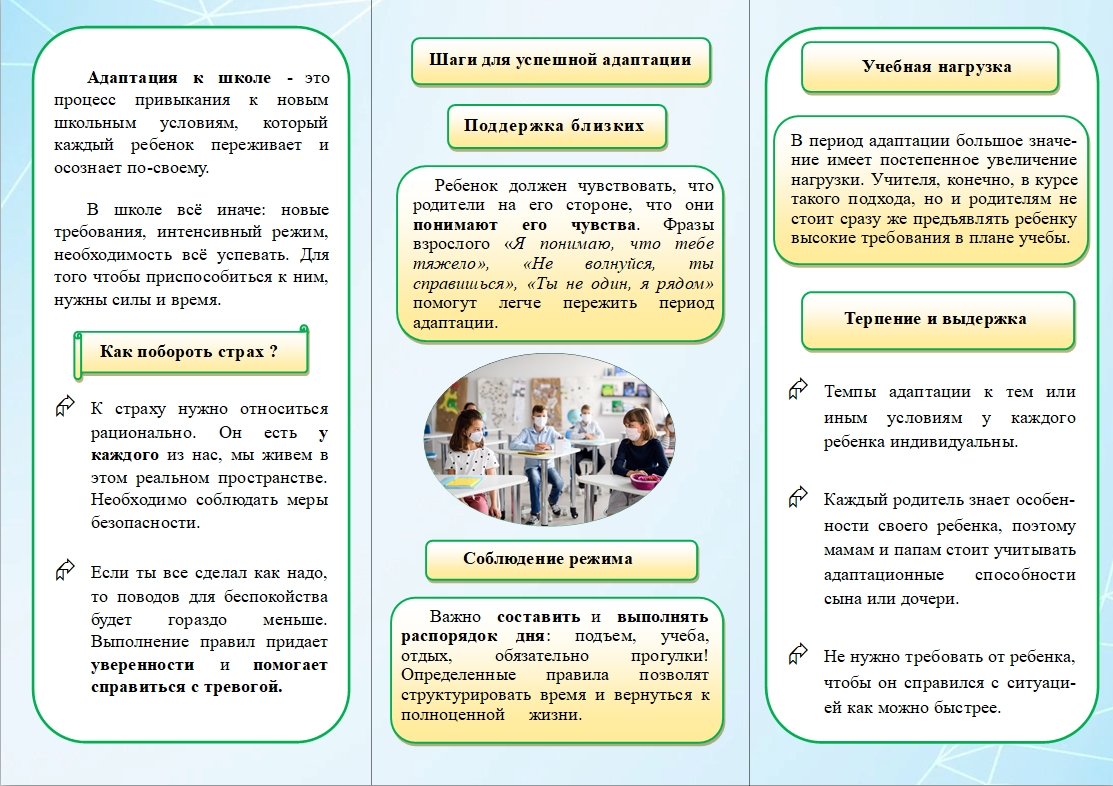 Адаптация к школе - это
процесс привыкания к новым
школьным условиям, который
каждый ребенок переживает и
осознает по-своему.
В школе всё иначе: новые
требования, интенсивный режим,
необходимость всё успевать. Для
того чтобы приспособиться к ним,
нужны силы и время.
Как побороть страх ?
К страху нужно относиться
рационально. Он есть у
каждого из нас, мы живем в
этом реальном пространстве.
Необходимо соблюдать меры
безопасности.
Если ты все сделал как надо,
то поводов для беспокойства
будет гораздо меньше.
Выполнение правил придает
уверенности и помогает
справиться с тревогой.
Шаги для успешной адаптации
Поддержка близких
Ребенок должен чувствовать, что
родители на его стороне, что они
понимают его чувства. Фразы
взрослого «Я понимаю, что тебе
тяжело», «Не волнуйся, ты
справишься», «Ты не один, я рядом»
помогут легче пережить период
адаптации.
Соблюдение режима
Важно составить и выполнять
распорядок дня: подъем, учеба,
отдых, обязательно прогулки!
Определенные правила позволят
структурировать время и вернуться к
полноценной жизни.
Учебная нагрузка
В период адаптации большое значе-
ние имеет постепенное увеличение
нагрузки. Учителя, конечно, в курсе
такого подхода, но и родителям не
стоит сразу же предъявлять ребенку
высокие требования в плане учебы.
Терпение и выдержка
Темпы адаптации к тем или
иным условиям у каждого
ребенка индивидуальны.
Каждый родитель знает особен-
ности своего ребенка, поэтому
мамам и папам стоит учитывать
адаптационные способности
сына или дочери.
Не нужно требовать от ребенка,
чтобы он справился с ситуаци-
ей как можно быстрее.